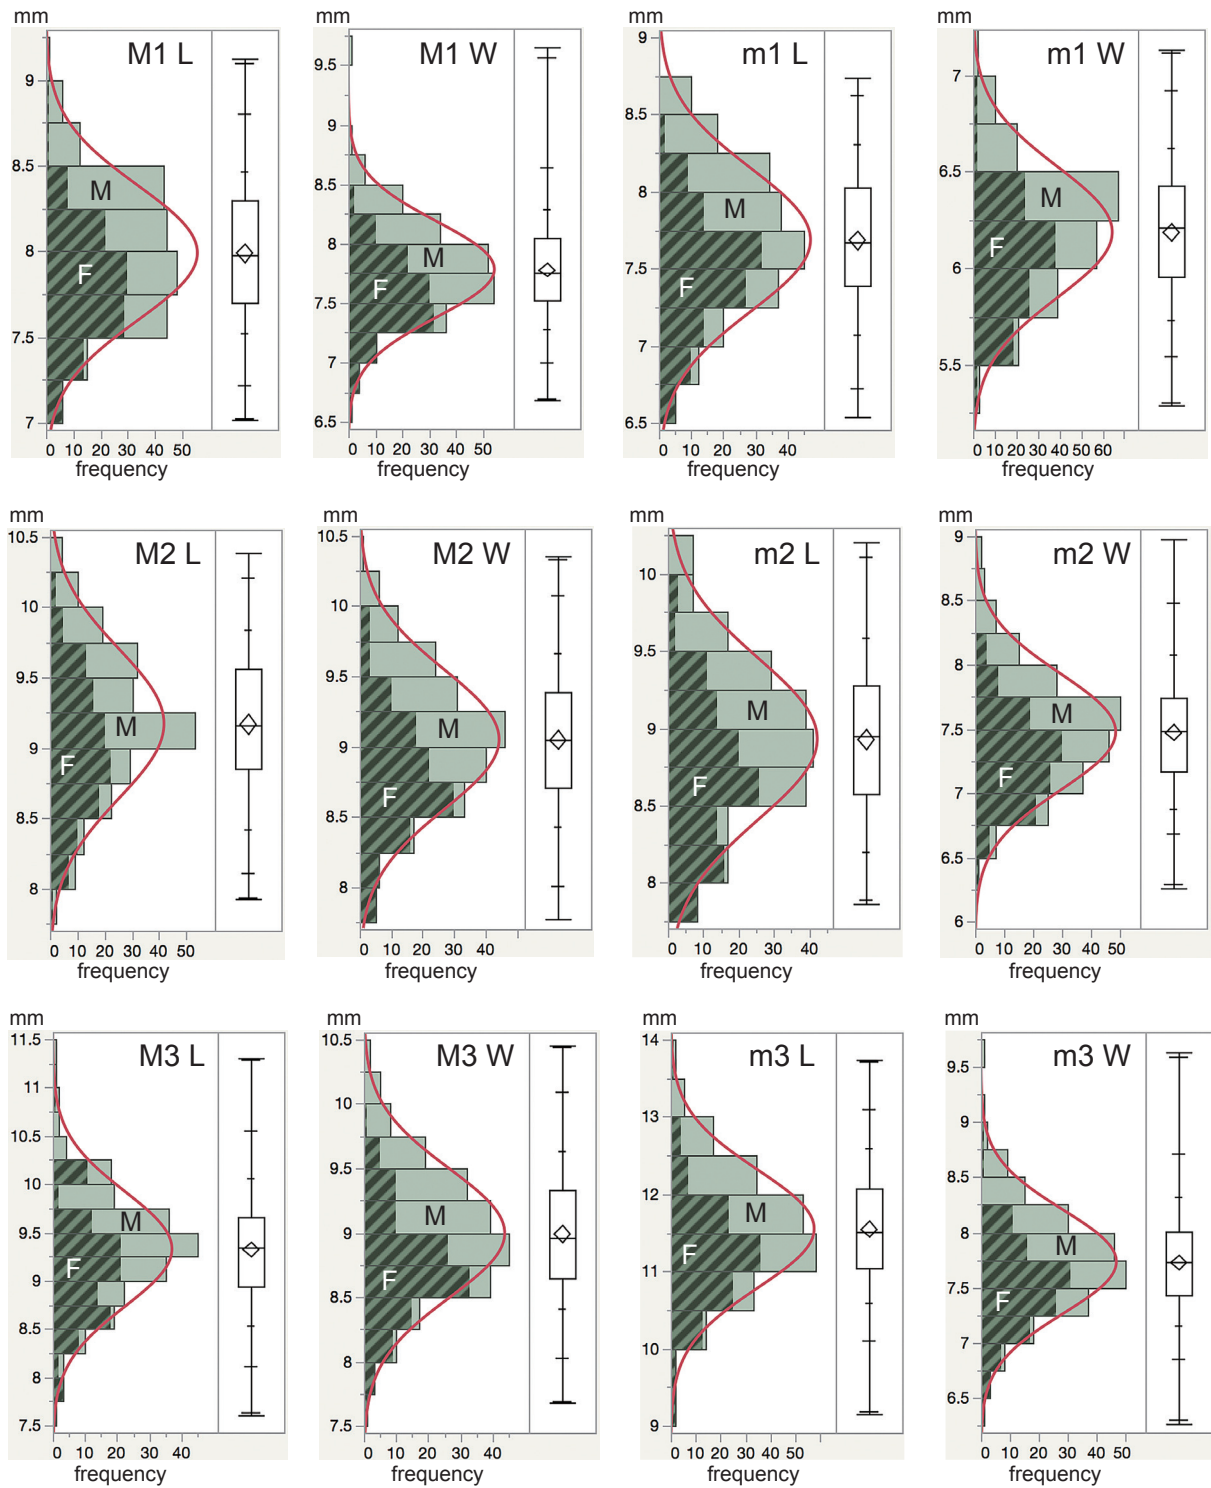 mm mm mm mm
M1 L M1 W m1 L m1 W
9
8.5
8
7.5
7
M
F
0 10 20 30 40 50
frequency
9.5
9
8.5
8
7.5
7
6.5
M
F
0 10 20 30 40 50
frequency
9
8.5
8
7.5
7
6.5
M
F
0 10 20 30 40
frequency
7
6.5
6
5.5
M
F
0 10 20 30 40 50 60
frequency
mm mm mm mm
M2 L M2 W m2 L m2 W
10.5
10
9.5
9
8.5
8
M
F
0 10 20 30 40 50
frequency
10.5
10
9.5
9
8.5
8
M
F
0 10 20 30 40
frequency
10
9.5
9
8.5
8
M
F
0 10 20 30 40
frequency
9
8.5
8
7.5
7
6.5
6
M
F
0 10 20 30 40 50
frequency
mm mm mm mm
M3 L M3 W m3 L m3 W
11.5
11
10.5
10
9.5
9
8.5
8
7.5
M
F
0 10 20 30 40
frequency
10.5
10
9.5
9
8.5
8
7.5
M
F
0 10 20 30 40
frequency
14
13
12
11
10
9
M
F
0 10 20 30 40 50
frequency
9.5
9
8.5
8
7.5
7
6.5
M
F
0 10 20 30 40 50
frequency